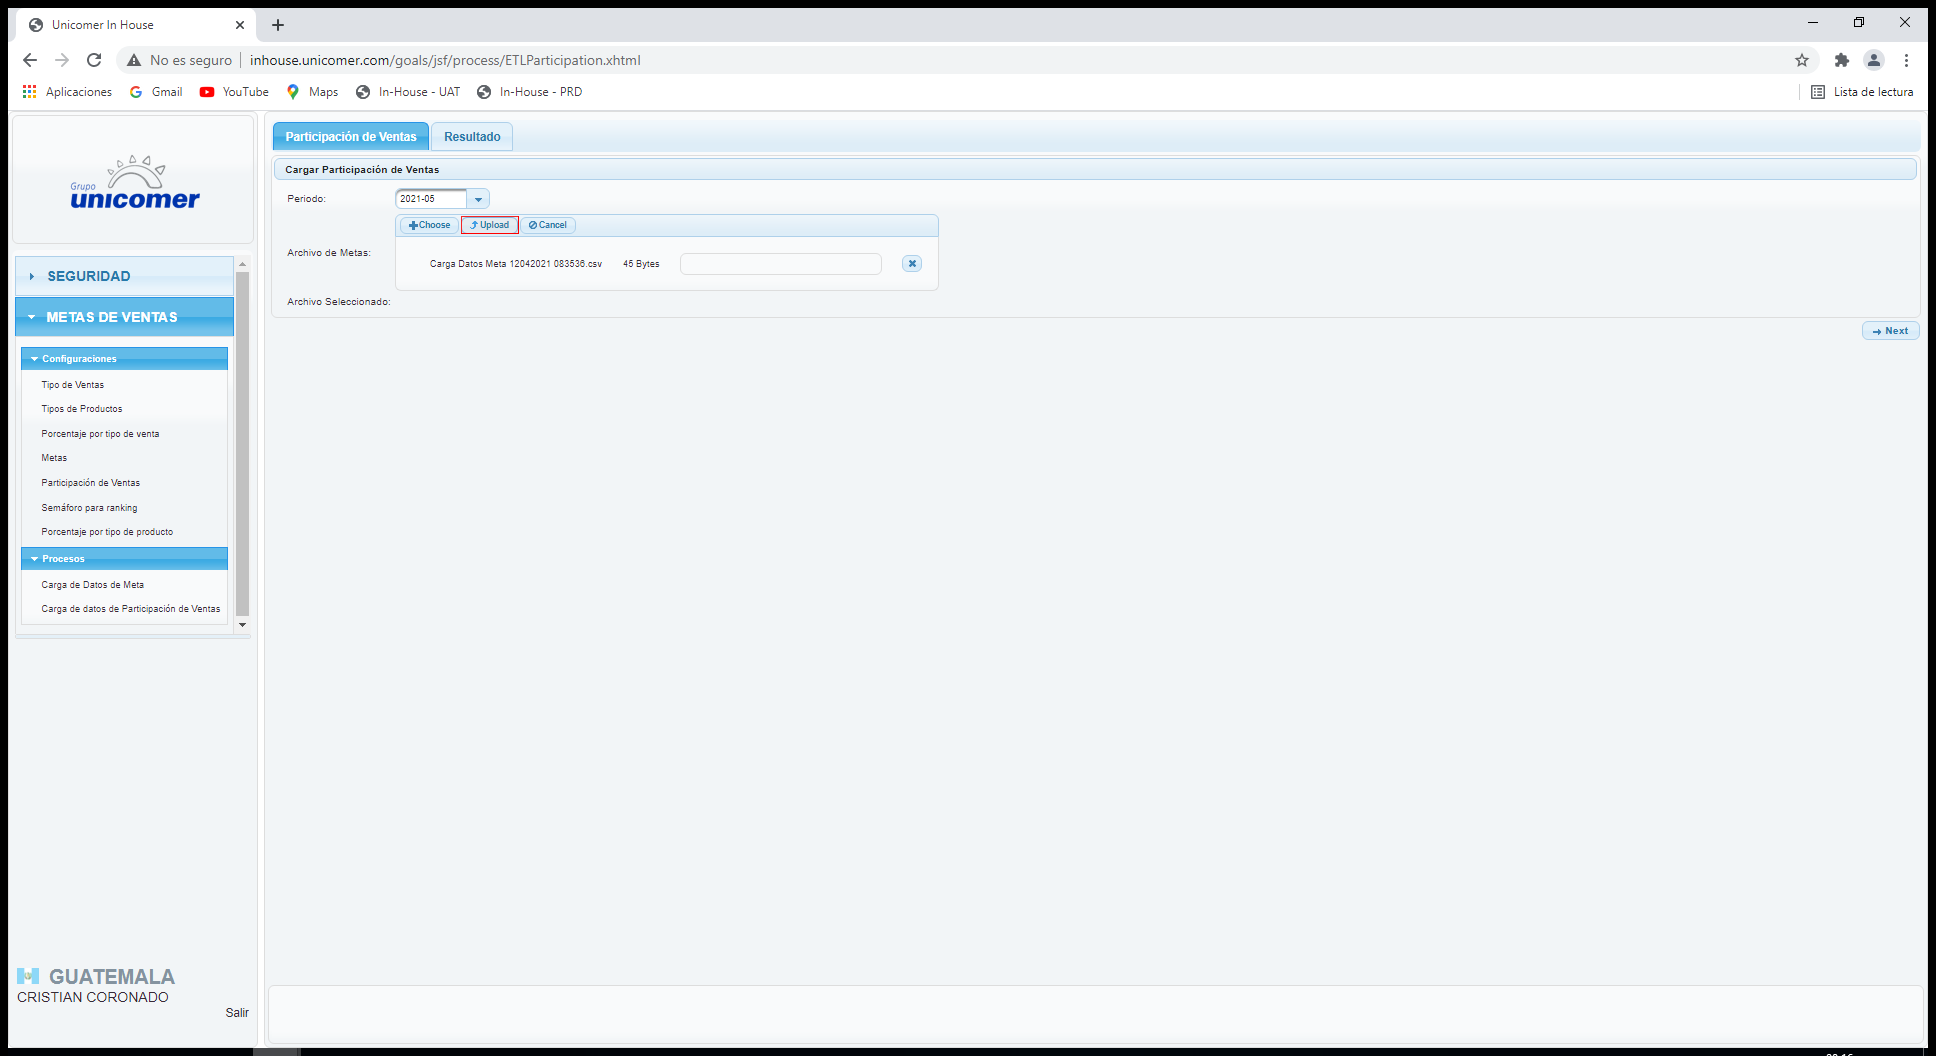 Unicomer In House
No es seguro
inhouse.unicomer.com/goals/jsf/process/ETLParticipation.xhtml
Aplicaciones
Gmail
YouTube
Maps
In-House - UAT
In-House - PRD
Lista de lectura
Grupo
unicomer
SEGURIDAD
METAS DE VENTAS
Configuraciones
Tipo de Ventas
Tipos de Productos
Porcentaje por tipo de venta
Metas
Participación de Ventas
Semáforo para ranking
Porcentaje por tipo de producto
Procesos
Carga de Datos de Meta
Carga de datos de Participación de Ventas
GUATEMALA
CRISTIAN CORONADO
Salir
Participación de Ventas
Resultado
Cargar Participación de Ventas
Periodo:
2021-05
Archivo de Metas:
Choose
Upload
Cancel
Carga Datos Meta 12042021 083536.csv
45 Bytes
Archivo Seleccionado:
Next